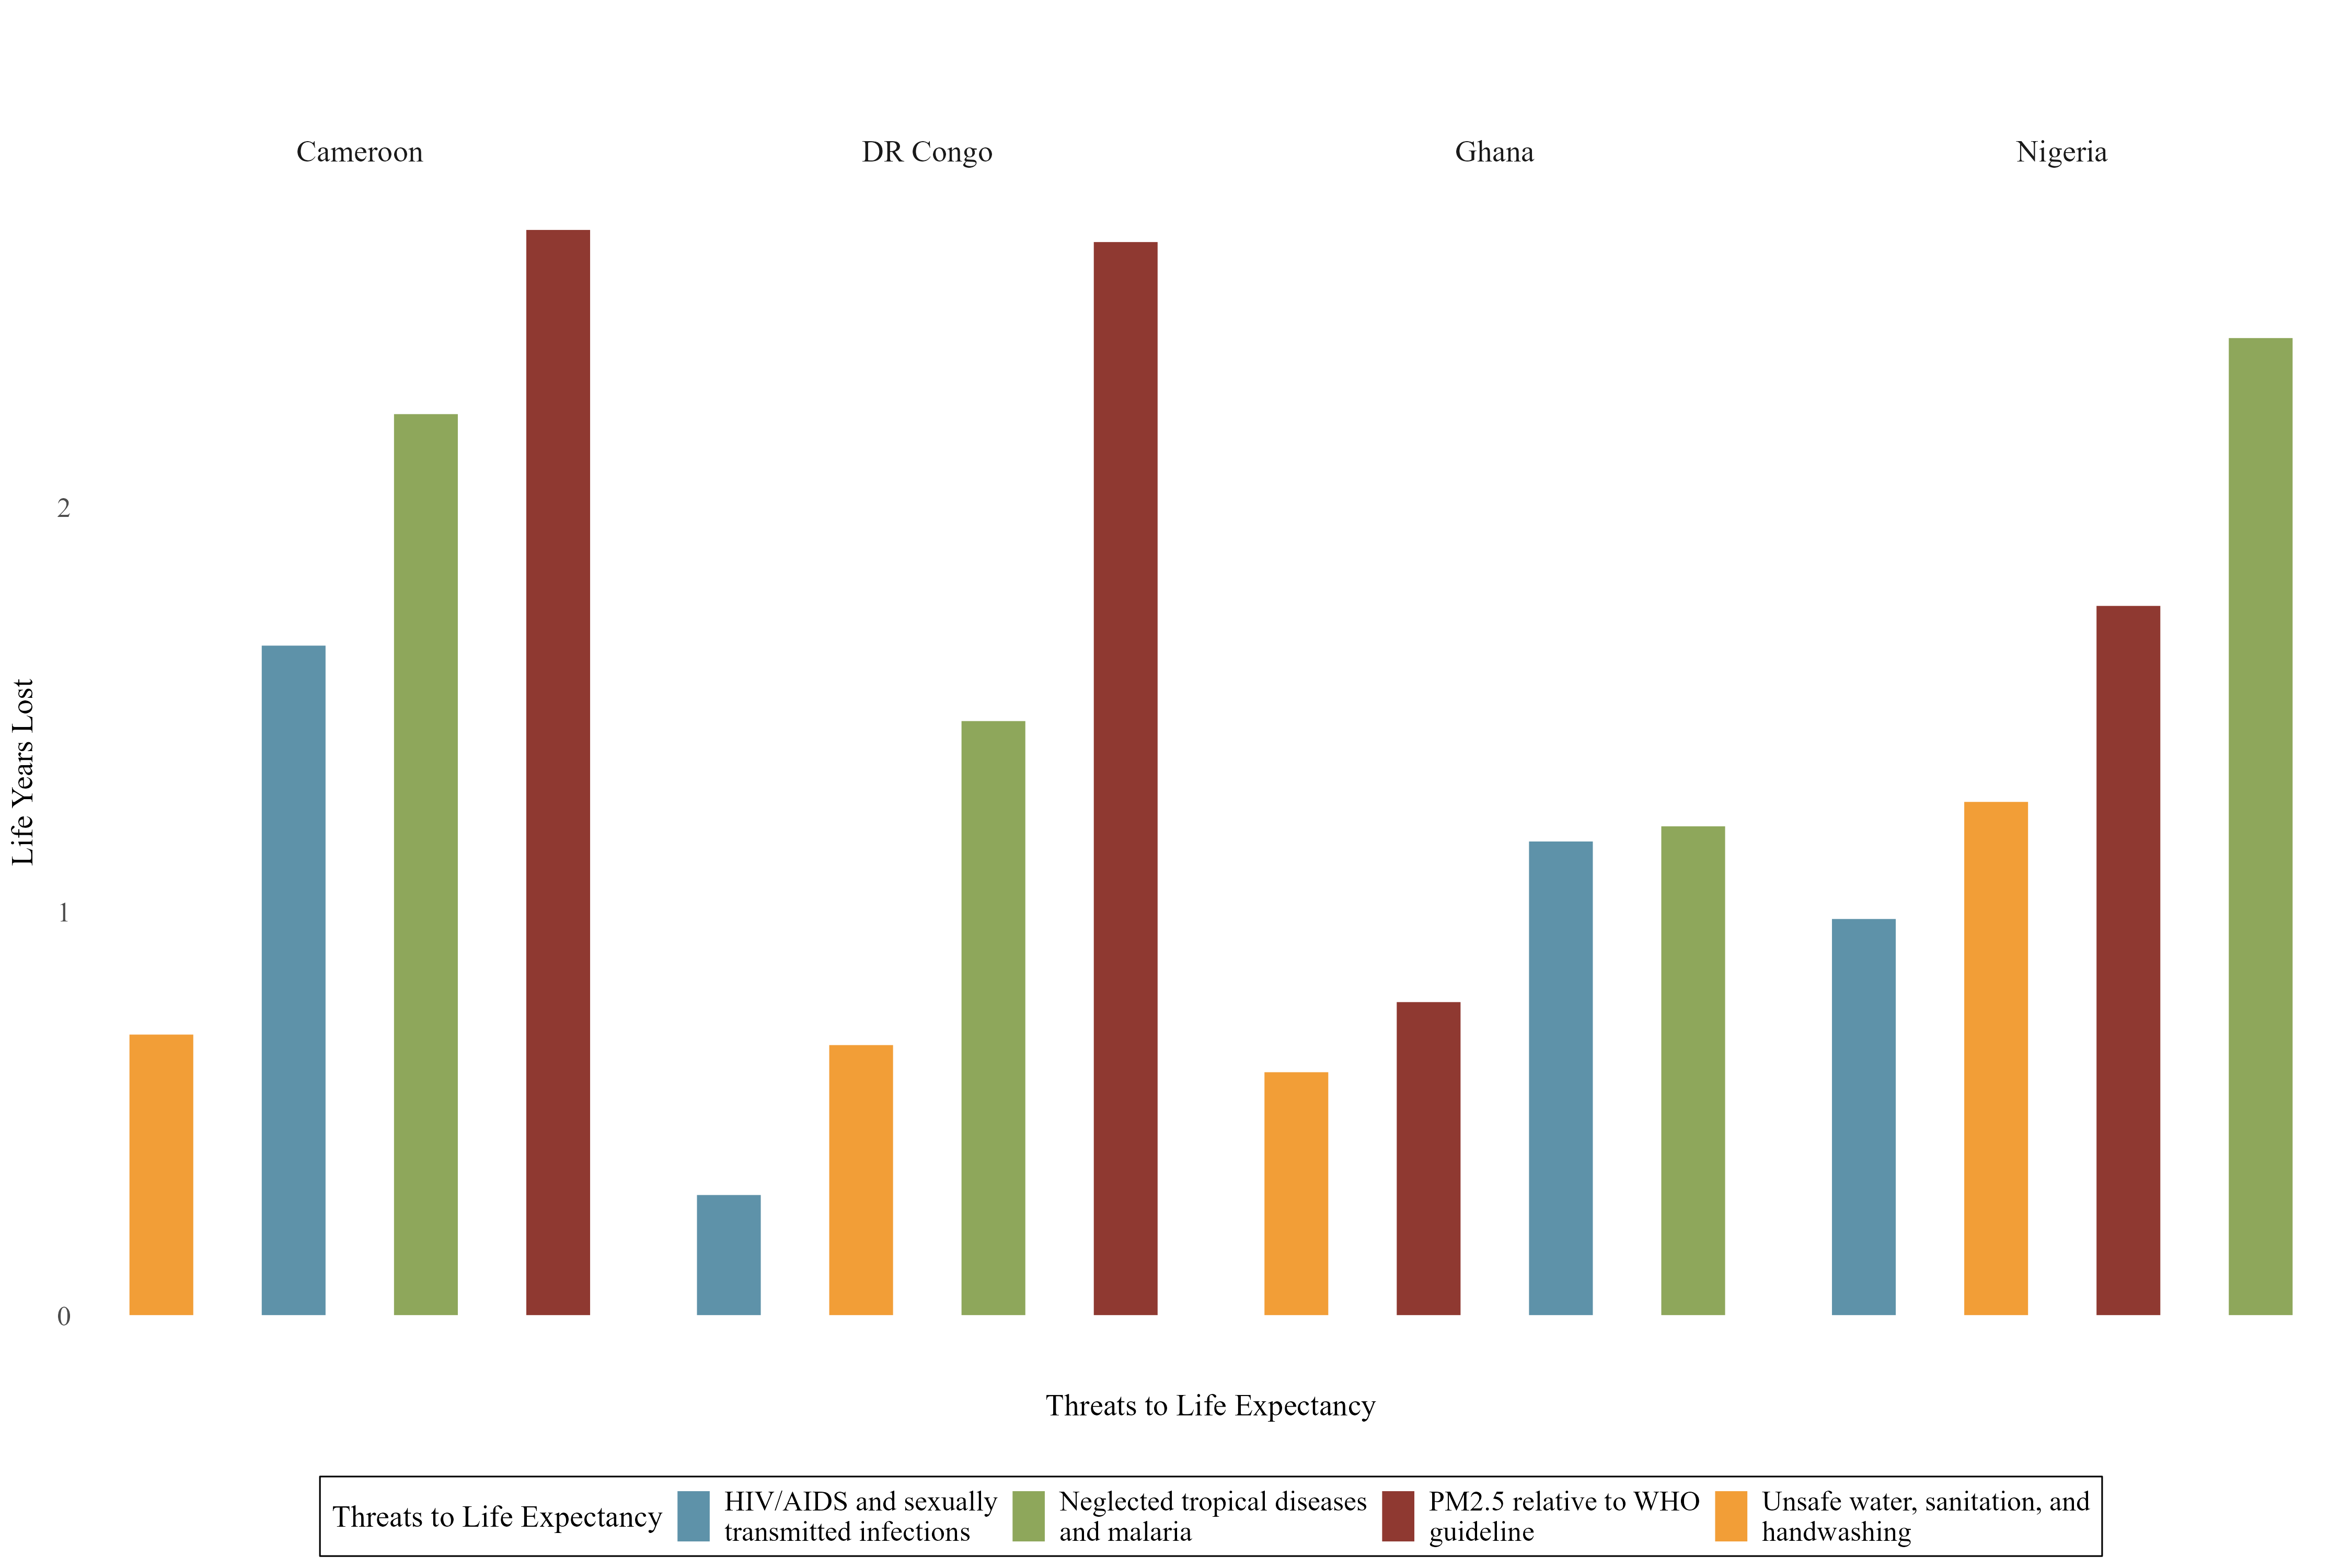 Cameroon
DR Congo
Ghana
Nigeria
2
1
0
Life Years Lost
Threats to Life Expectancy
Threats to Life Expectancy
HIV/AIDS and sexually
transmitted infections
Neglected tropical diseases
and malaria
PM2.5 relative to WHO
guideline
Unsafe water, sanitation, and
handwashing